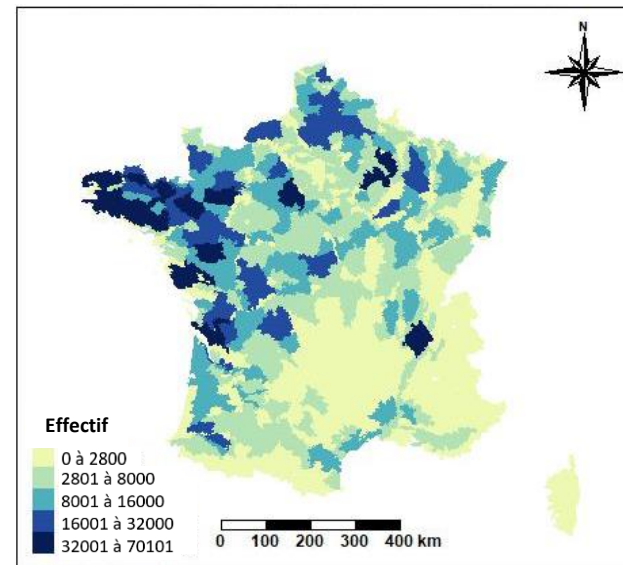 N
Effectif
0 à 2800
2801 à 8000
8001 à 16000
16001 à 32000
32001 à 70101
0 100 200 300 400 km